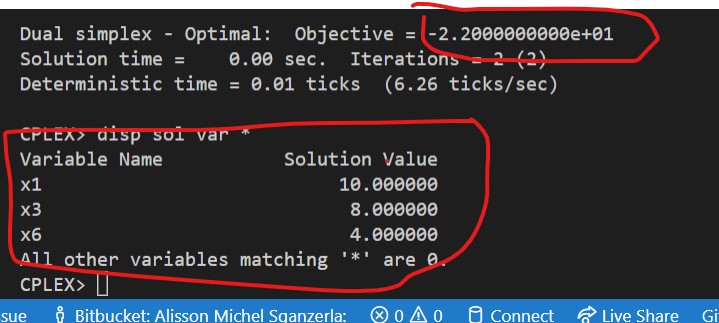 Dual simplex - Optimal:  Objective = -2.2000000000e+01
Solution time =    0.00 sec.  Iterations = 2 (2)
Deterministic time = 0.01 ticks  (6.26 ticks/sec)
CPLEX> disp sol var *
Variable Name           Solution Value
x1                           10.000000
x3                            8.000000
x6                            4.000000
All other variables matching '*' are 0.
CPLEX>
sue Bitbucket: Alisson Michel Sganzerla: 0 0 Connect Live Share Gi